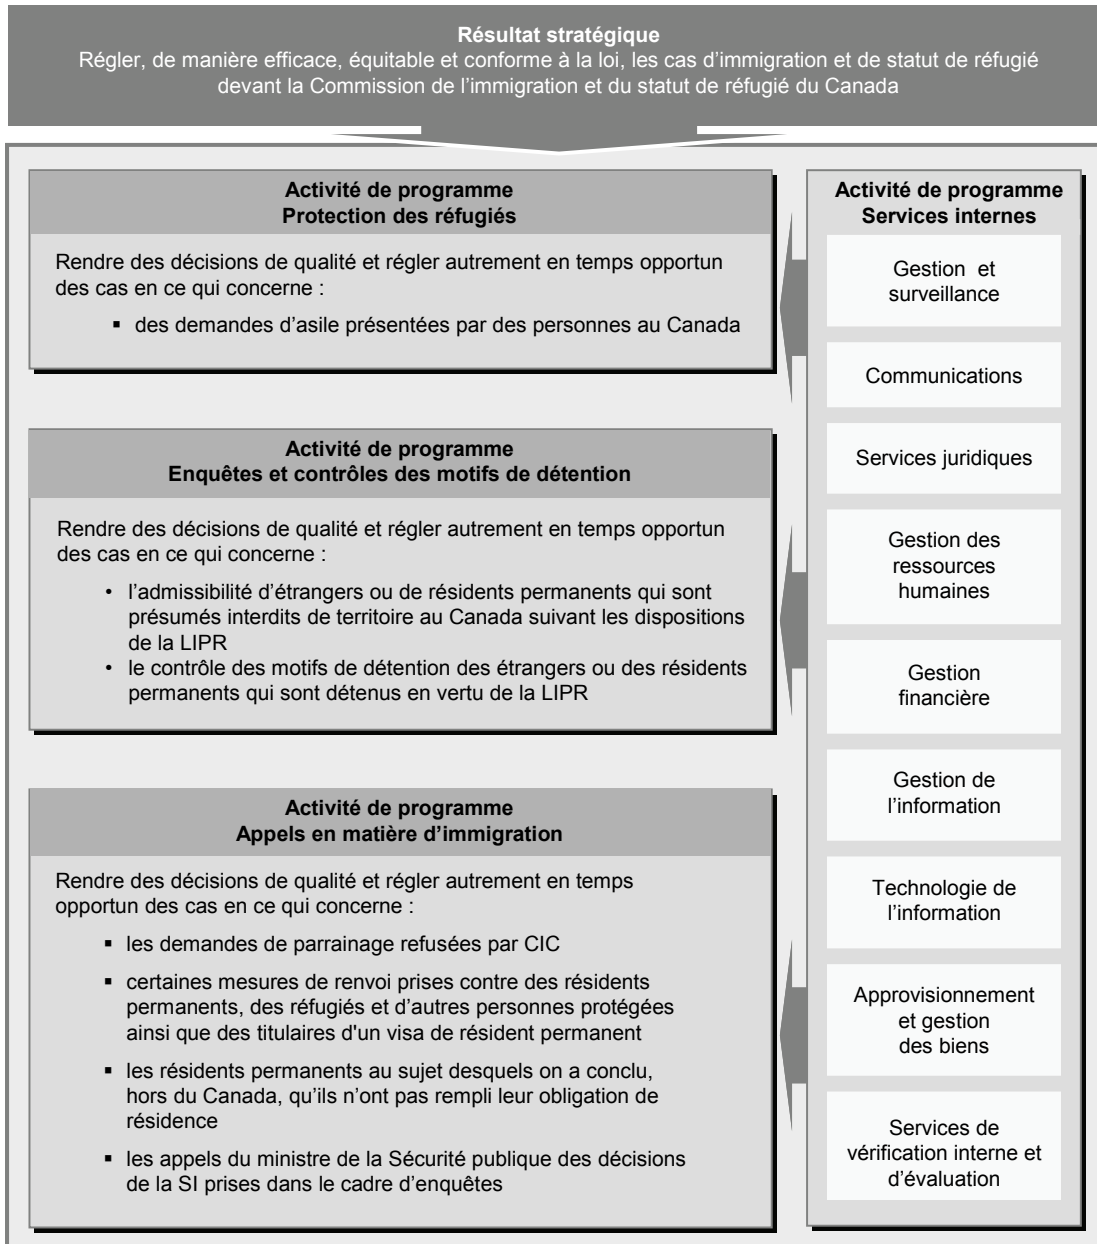 Résultat stratégique
Régler, de manière efficace, équitable et conforme à la loi, les cas d'immigration et de statut de réfugié
devant la Commission de l'immigration et du statut de réfugié du Canada
Activité de programme
Protection des réfugiés
Rendre des décisions de qualité et régler autrement en temps opportun
des cas en ce qui concerne :
▪ des demandes d'asile présentées par des personnes au Canada
Activité de programme
Enquêtes et contrôles des motifs de détention
Rendre des décisions de qualité et régler autrement en temps opportun
des cas en ce qui concerne :
• l'admissibilité d'étrangers ou de résidents permanents qui sont
présumés interdits de territoire au Canada suivant les dispositions
de la LIPR
• le contrôle des motifs de détention des étrangers ou des résidents
permanents qui sont détenus en vertu de la LIPR
Activité de programme
Appels en matière d'immigration
Rendre des décisions de qualité et régler autrement en temps
opportun des cas en ce qui concerne :
▪ les demandes de parrainage refusées par CIC
▪ certaines mesures de renvoi prises contre des résidents
permanents, des réfugiés et d'autres personnes protégées
ainsi que des titulaires d'un visa de résident permanent
▪ les résidents permanents au sujet desquels on a conclu,
hors du Canada, qu'ils n'ont pas rempli leur obligation de
résidence
▪ les appels du ministre de la Sécurité publique des décisions
de la SI prises dans le cadre d'enquêtes
Activité de programme
Services internes
Gestion et
surveillance
Communications
Services juridiques
Gestion des
ressources
humaines
Gestion
financière
Gestion de
l'information
Technologie de
l'information
Approvisionnement
et gestion
des biens
Services de
vérification interne et
d'évaluation